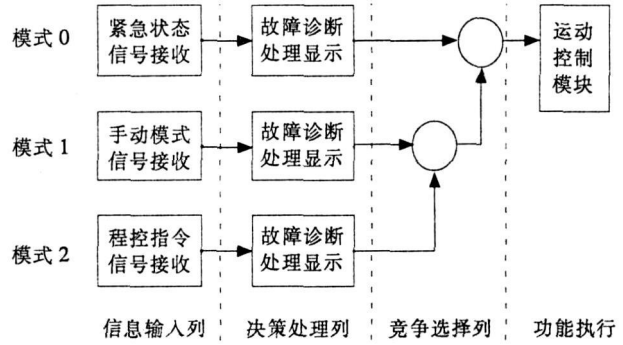 模式 0
紧急状态
信号接收
故障诊断
处理显示
运动
控制
模块
模式 1
手动模式
信号接收
故障诊断
处理显示
模式 2
程控指令
信号接收
故障诊断
处理显示
信息输入列
决策处理列
竞争选择列
功能执行